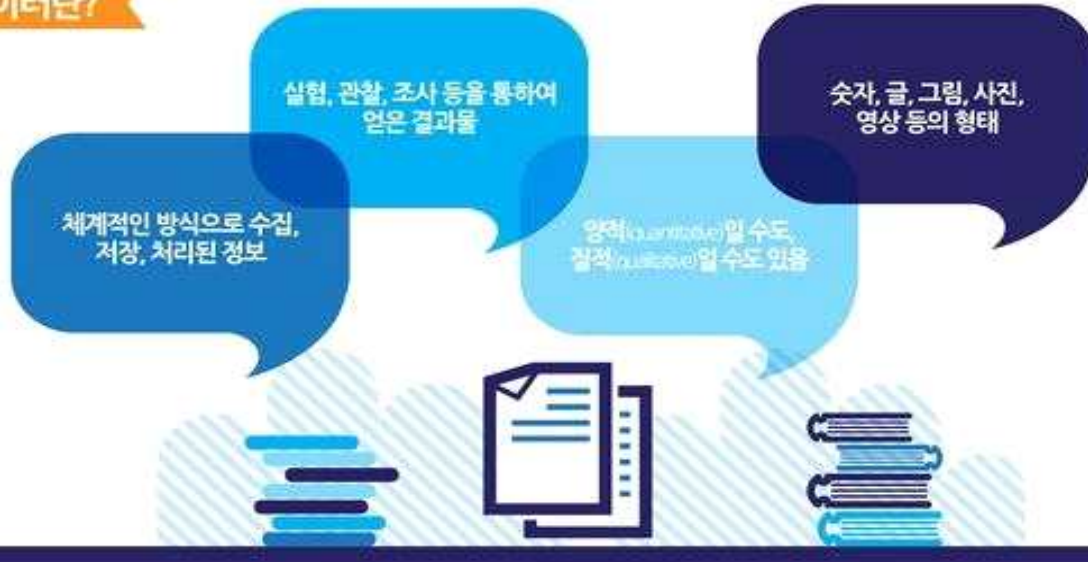 이터란?
실험, 관찰, 조사 등을 통하여
얻은 결과물
숫자, 글, 그림, 사진,
영상 등의 형태
체계적인 방식으로 수집,
저장, 처리된 정보
양적(quantitative)일 수도,
질적(qualitative)일 수도 있음